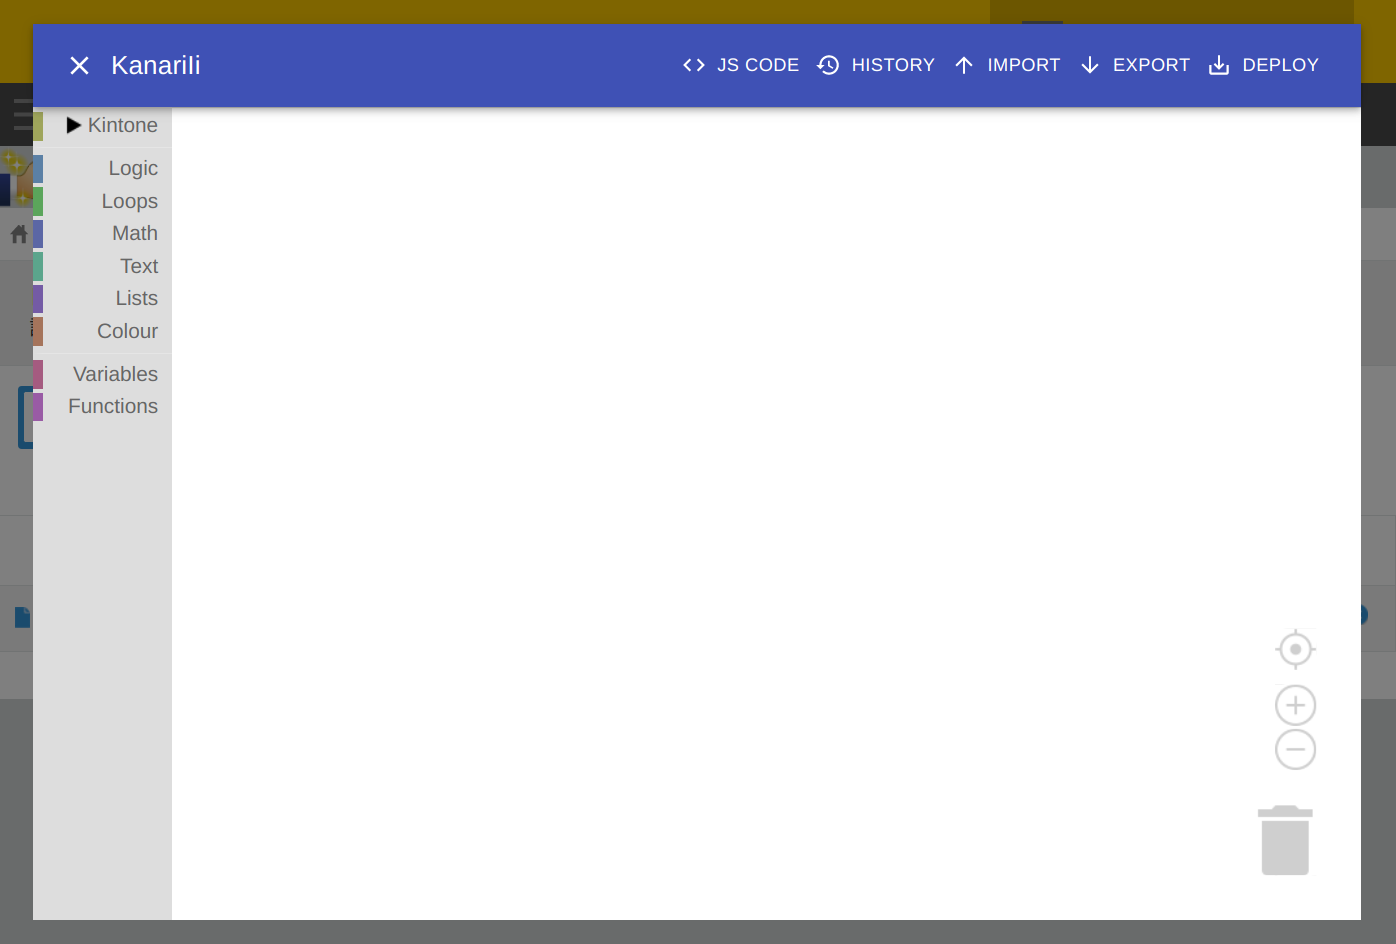 Kanarili
JS CODE
HISTORY
IMPORT
EXPORT
DEPLOY
Kintone
Logic
Loops
Math
Text
Lists
Colour
Variables
Functions